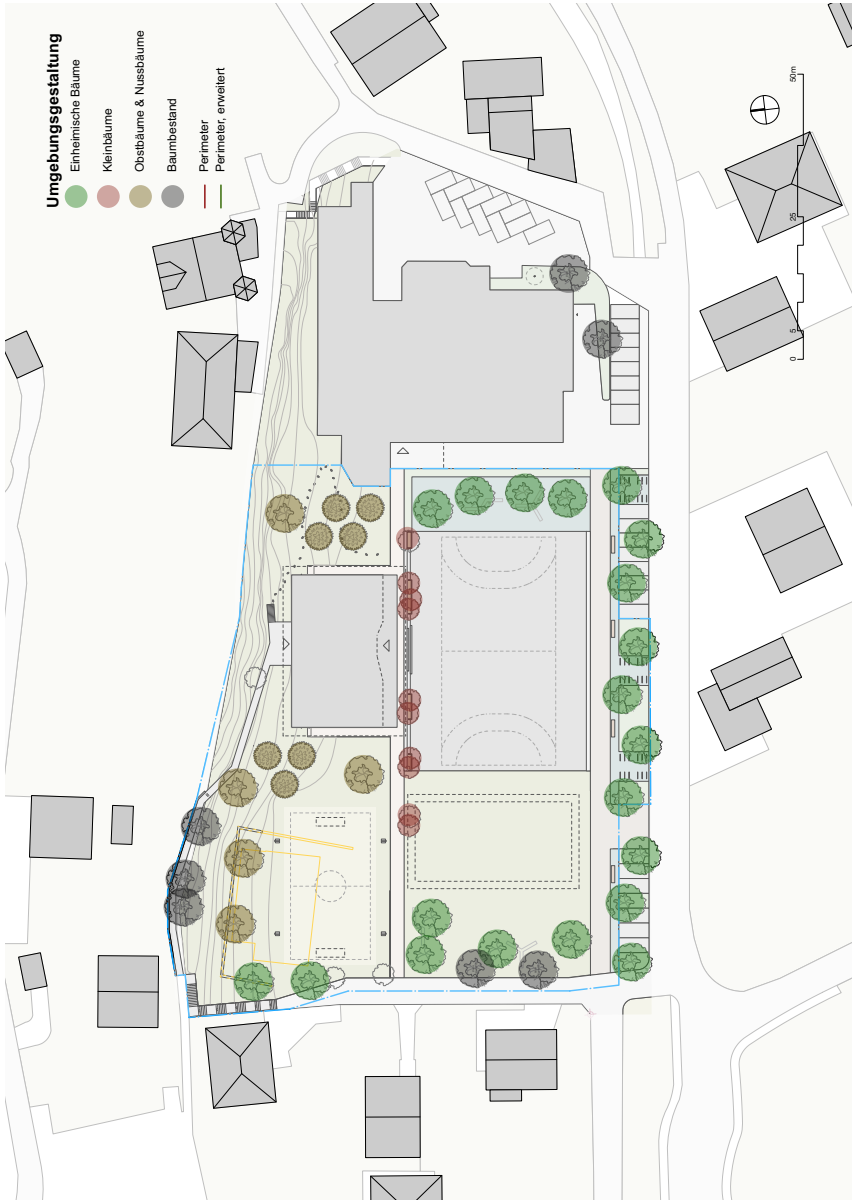 Umgebungsgestaltung
Einheimische Bäume
Kleinbäume
Obstbäume & Nussbäume
Baumbestand
Perimeter
Perimeter, erweitert
0
5
25
50m